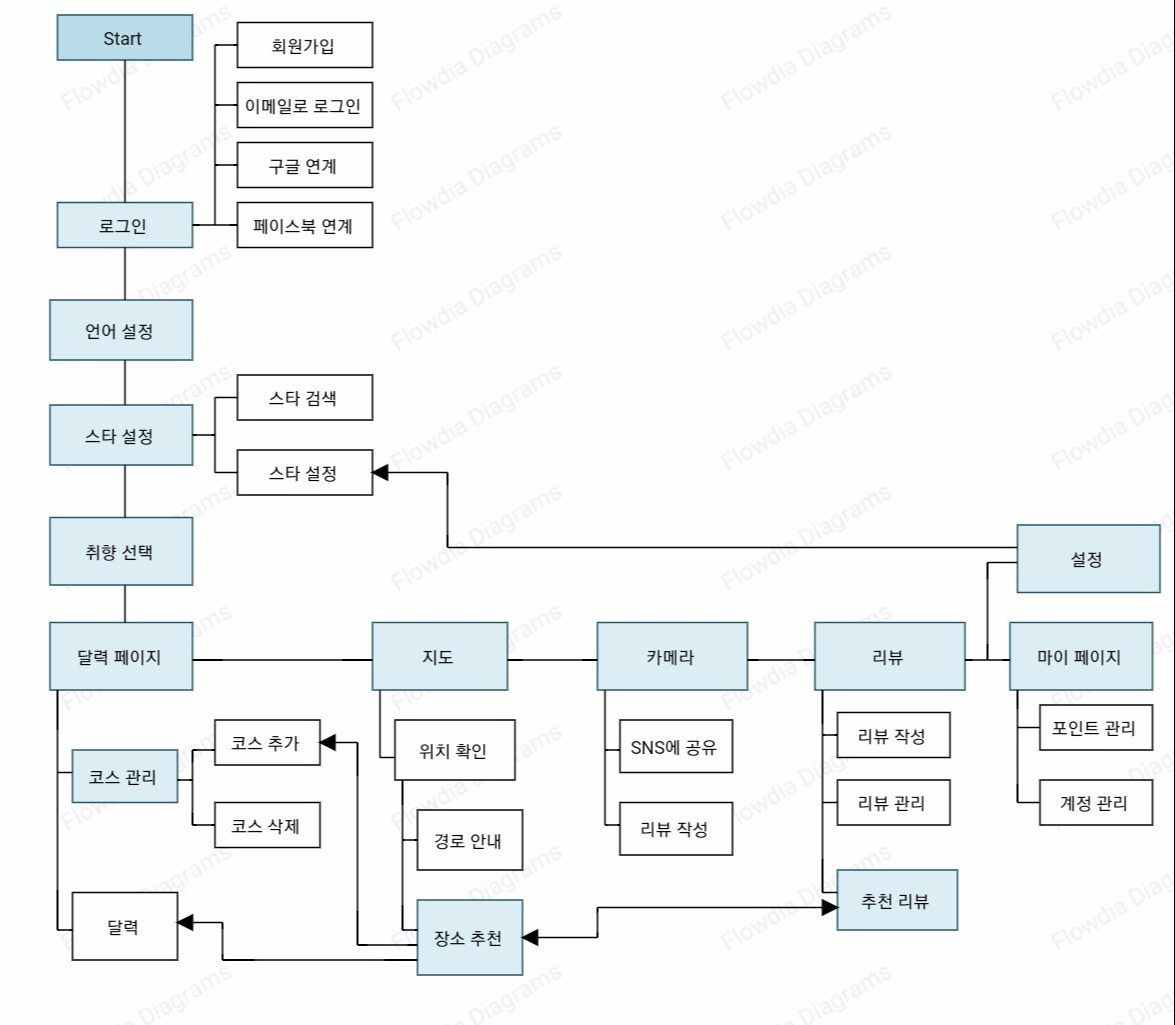 Start
회원가입
이메일로 로그인
구글 연계
로그인
페이스북 연계
언어 설정
스타 검색
스타 설정
스타 설정
취향 선택
설정
달력 페이지
지도
카메라
리뷰
마이 페이지
코스 관리
코스 추가
코스 삭제
달력
위치 확인
경로 안내
장소 추천
SNS에 공유
리뷰 작성
리뷰 작성
리뷰 관리
추천 리뷰
포인트 관리
계정 관리
Flowdia Diagrams